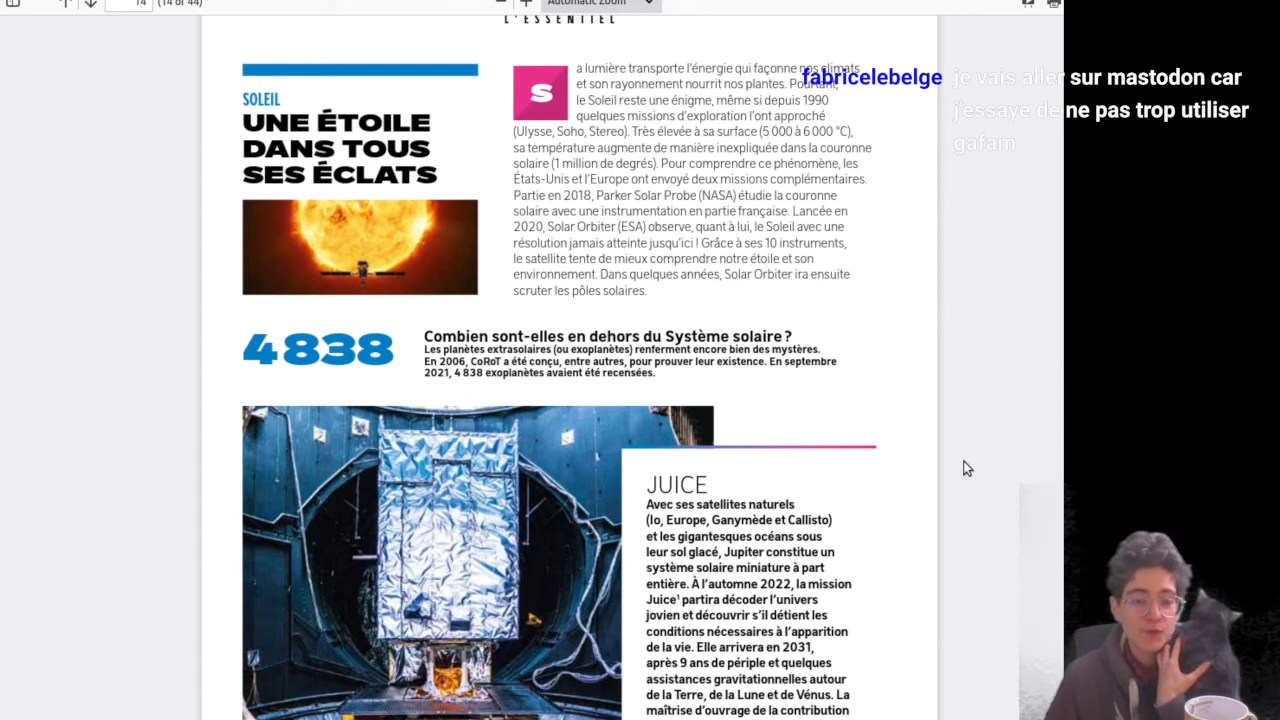 14 (14 of 44)
Automatic Zoom
L'ESSENTIEL
SOLEIL
UNE ÉTOILE
DANS TOUS
SES ÉCLATS
S
a lumière transporte l'énergie qui façonne nos climats
et son rayonnement nourrit nos plantes. Pourtant,
le Soleil reste une énigme, même si depuis 1990
quelques missions d'exploration l'ont approché
(Ulysse, Soho, Stereo). Très élevée à sa surface (5 000 à 6 000 °C),
sa température augmente de manière inexpliquée dans la couronne
solaire (1 million de degrés). Pour comprendre ce phénomène, les
États-Unis et l'Europe ont envoyé deux missions complémentaires.
Partie en 2018, Parker Solar Probe (NASA) étudie la couronne
solaire avec une instrumentation en partie française. Lancée en
2020, Solar Orbiter (ESA) observe, quant à lui, le Soleil avec une
résolution jamais atteinte jusqu'ici ! Grâce à ses 10 instruments,
le satellite tente de mieux comprendre notre étoile et son
environnement. Dans quelques années, Solar Orbiter ira ensuite
scruter les pôles solaires.
fabricelebelge je vais aller sur mastodon car
j'essaye de ne pas trop utiliser
gafam
4 838
Combien sont-elles en dehors du Système solaire ?
Les planètes extrasolaires (ou exoplanètes) renferment encore bien des mystères.
En 2006, CoRoT a été conçu, entre autres, pour prouver leur existence. En septembre
2021, 4 838 exoplanètes avaient été recensées.
JUICE
Avec ses satellites naturels
(Io, Europe, Ganymède et Callisto)
et les gigantesques océans sous
leur sol glacé, Jupiter constitue un
système solaire miniature à part
entière. À l'automne 2022, la mission
Juice¹ partira décoder l'univers
jovien et découvrir s'il détient les
conditions nécessaires à l'apparition
de la vie. Elle arrivera en 2031,
après 9 ans de périple et quelques
assistances gravitationnelles autour
de la Terre, de la Lune et de Vénus. La
maîtrise d'ouvrage de la contribution